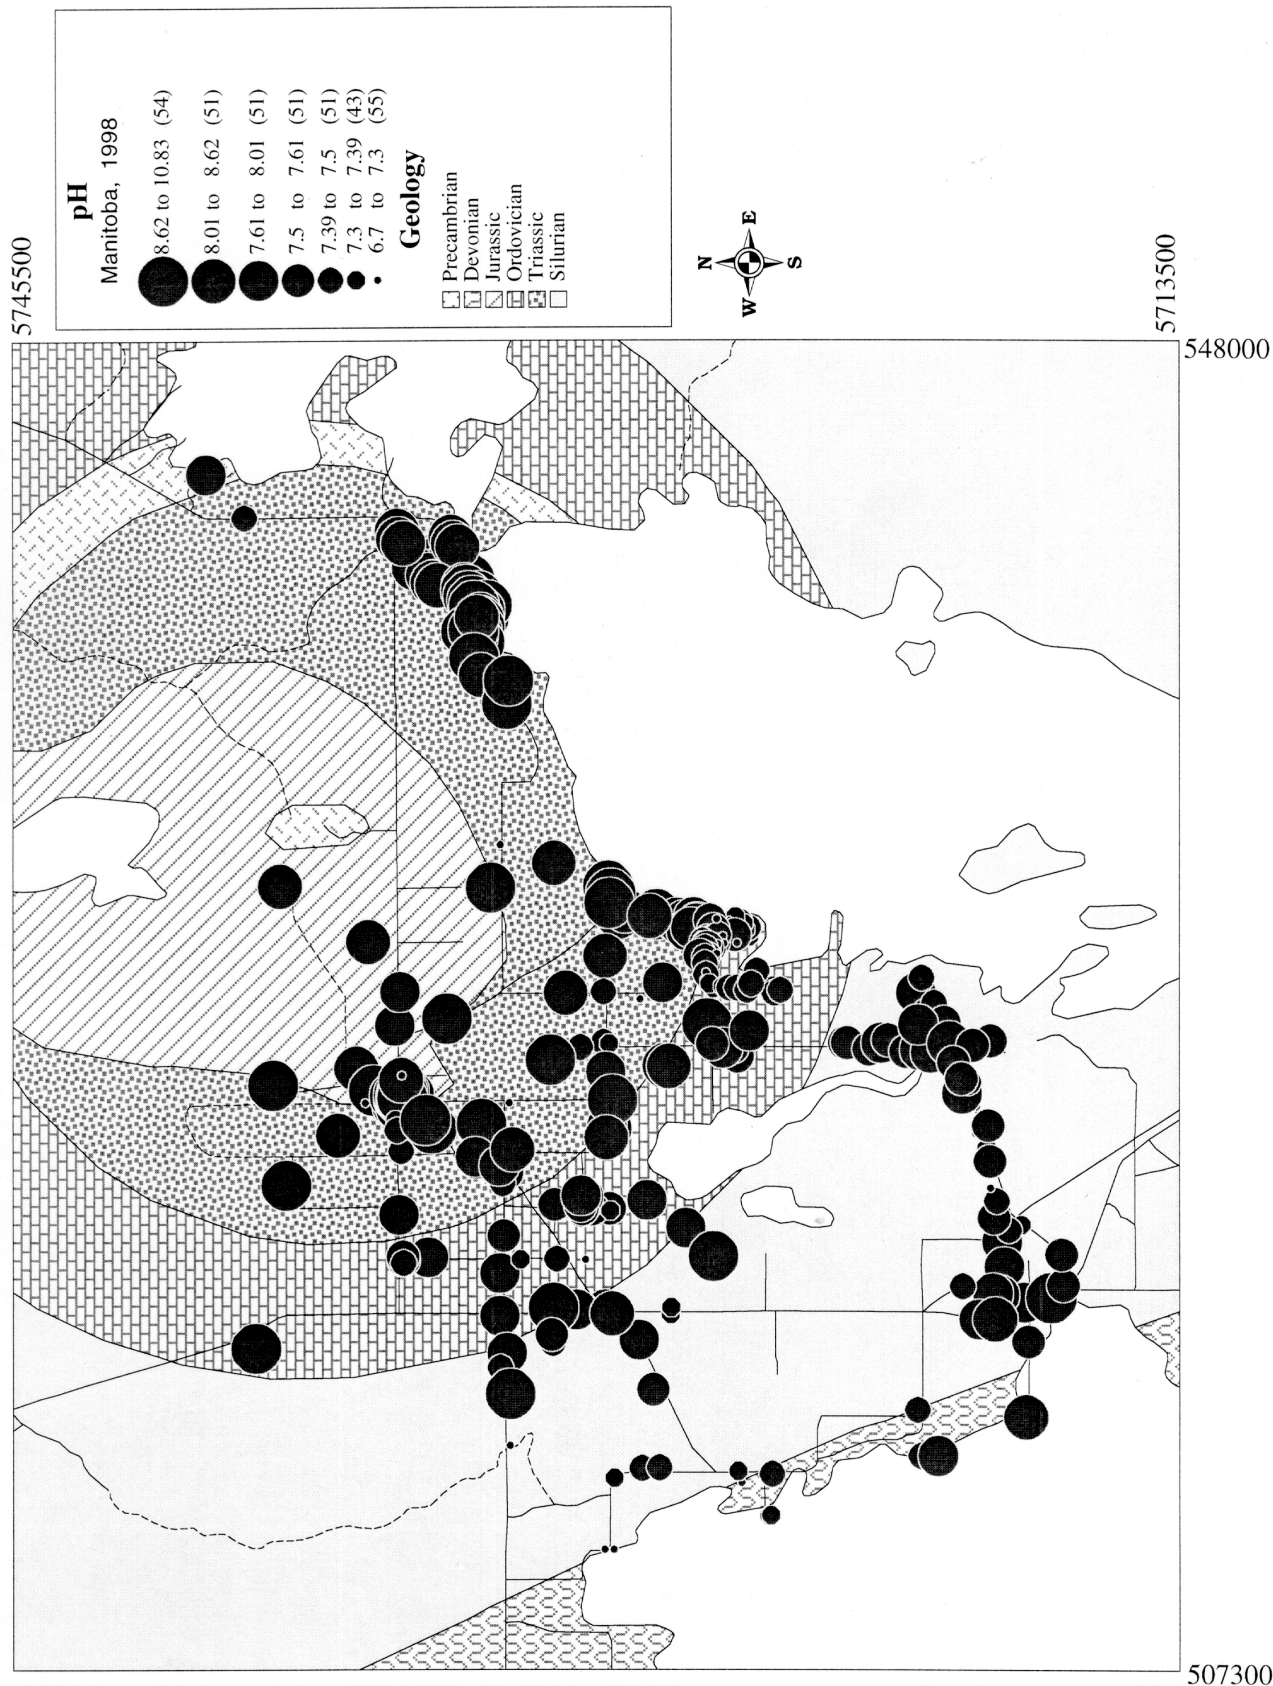 pH
Manitoba, 1998
8.62 to 10.83 (54)
8.01 to 8.62 (51)
7.61 to 8.01 (51)
7.5 to 7.61 (51)
7.39 to 7.5 (51)
7.3 to 7.39 (43)
6.7 to 7.3 (55)
Geology
Precambrian
Devonian
Jurassic
Ordovician
Triassic
Silurian
N
W
E
S
5745500
5713500
548000
507300